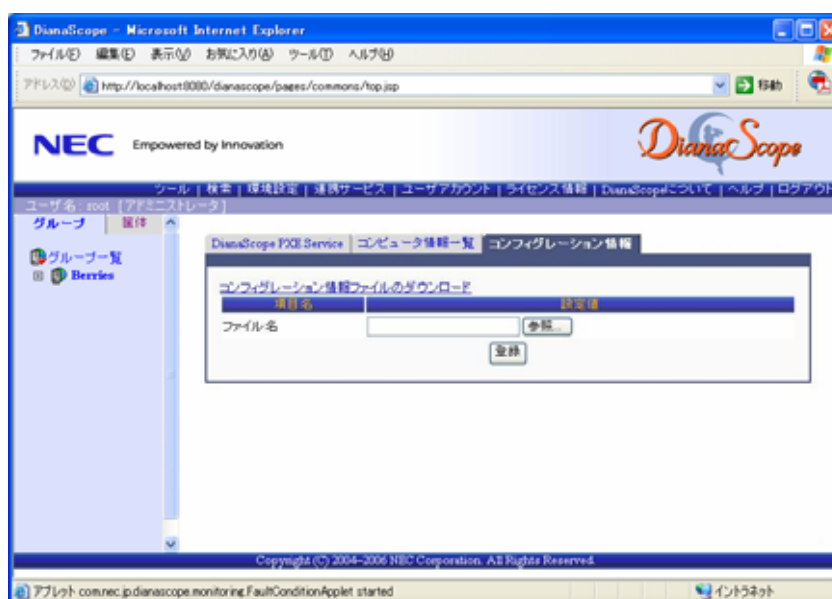 DianaScope - Microsoft Internet Explorer
ファイル(F) 編集(E) 表示(V) お気に入り(A) ツール(T) ヘルプ(H)
アドレス(D) http://localhost:8080/dianascope/pages/commons/top.jsp 移動
NEC Empowered by Innovation DianaScope
ツール | 検索 | 環境設定 | 連携サービス | ユーザアカウント | ライセンス情報 | DianaScopeについて | ヘルプ | ログアウト
ユーザ名 : root [アドミニストレータ]
グループ 筐体
グループ一覧
Berries
DianaScope PXE Service コンピュータ情報一覧 コンフィグレーション情報
コンフィグレーション情報ファイルのダウンロード
項目名 設定値
ファイル名 参照...
登録
Copyright (C) 2004-2006 NEC Corporation. All Rights Reserved.
アプレット com.nec.jp.dianascope.monitoring.FaultConditionApplet started イントラネット